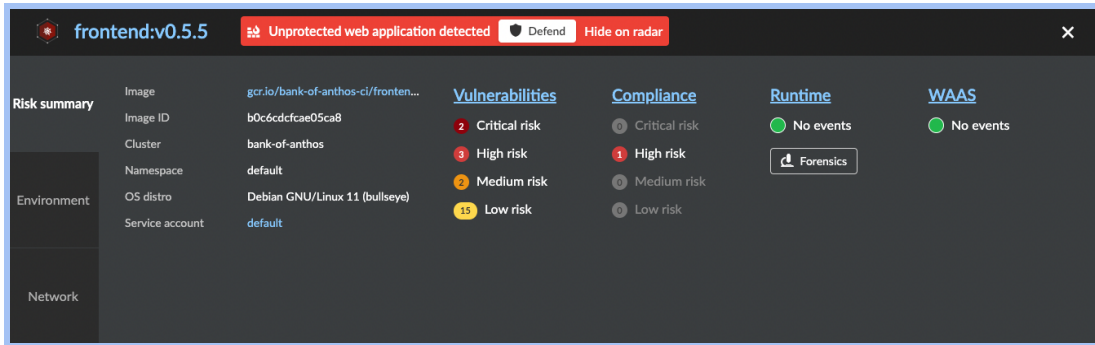 frontend:v0.5.5
Unprotected web application detected Defend Hide on radar
Risk summary
Environment
Network
Image gcr.io/bank-of-anthos-ci/fronten...
Image ID b0c6cdcfcae05ca8
Cluster bank-of-anthos
Namespace default
OS distro Debian GNU/Linux 11 (bullseye)
Service account default
Vulnerabilities
2 Critical risk
3 High risk
2 Medium risk
15 Low risk
Compliance
0 Critical risk
1 High risk
0 Medium risk
0 Low risk
Runtime
No events
Forensics
WAAS
No events